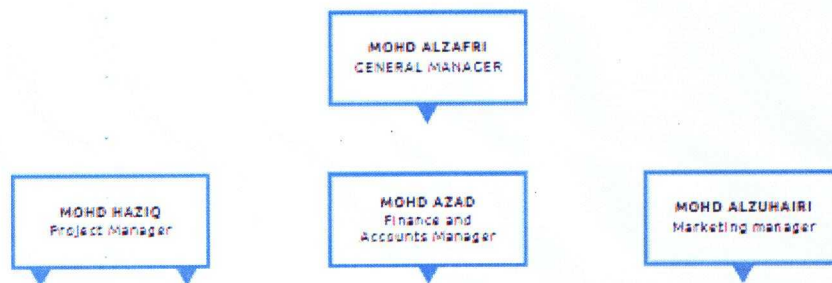 MOHD ALZAFRI
GENERAL MANAGER
MOHD HAZIQ
Project Manager
MOHD AZAD
Finance and
Accounts Manager
MOHD ALZUHAIRI
Marketing manager